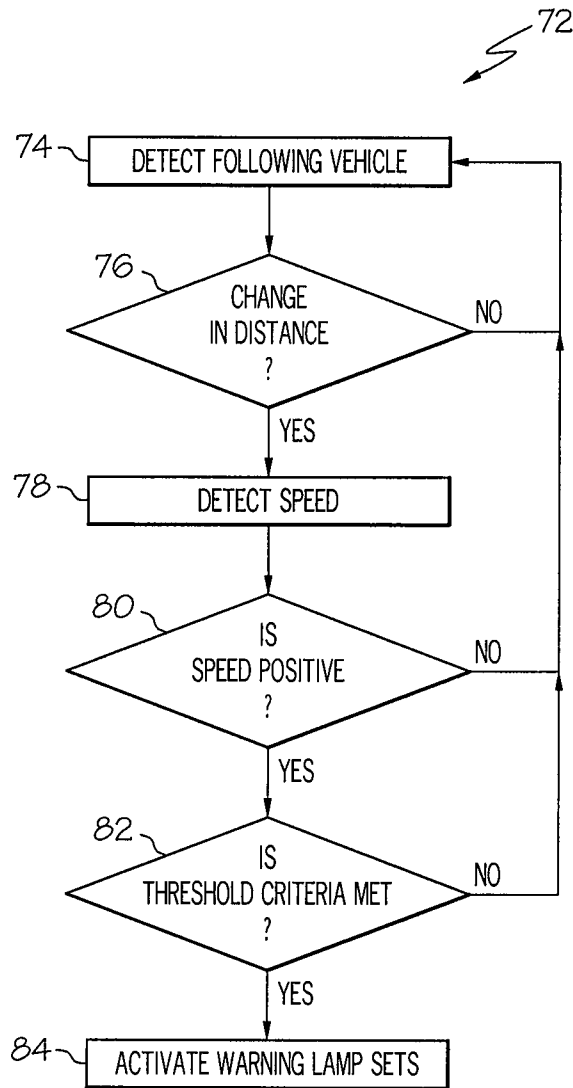 72
74
DETECT FOLLOWING VEHICLE
76
CHANGE
IN DISTANCE
?
NO
YES
78
DETECT SPEED
80
IS
SPEED POSITIVE
?
NO
YES
82
IS
THRESHOLD CRITERIA MET
?
NO
YES
84
ACTIVATE WARNING LAMP SETS